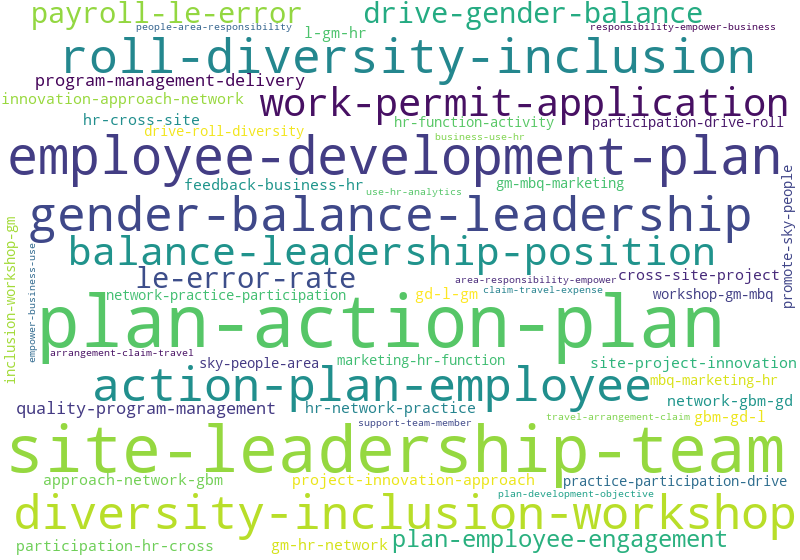 payroll-le-error
drive-gender-balance
people-area-responsibility
responsibility-empower-business
l-gm-hr
roll-diversity-inclusion
program-management-delivery
innovation-approach-network
work-permit-application
hr-cross-site
hr-function-activity
participation-drive-roll
drive-roll-diversity
business-use-hr
employee-development-plan
feedback-business-hr
gm-mbq-marketing
use-hr-analytics
promote-sky-people
gender-balance-leadership
inclusion-workshop-gm
balance-leadership-position
empower-business-use
le-error-rate
cross-site-project
area-responsibility-empower
claim-travel-expense
network-practice-participation
gd-l-gm
workshop-gm-mbq
plan-action-plan
arrangement-claim-travel
sky-people-area
marketing-hr-function
site-project-innovation
action-plan-employee
mbq-marketing-hr
quality-program-management
hr-network-practice
network-gbm-gd
travel-arrangement-claim
gbm-gd-l
support-team-member
site-leadership-team
approach-network-gbm
project-innovation-approach
practice-participation-drive
plan-development-objective
diversity-inclusion-workshop
participation-hr-cross
gm-hr-network
plan-employee-engagement